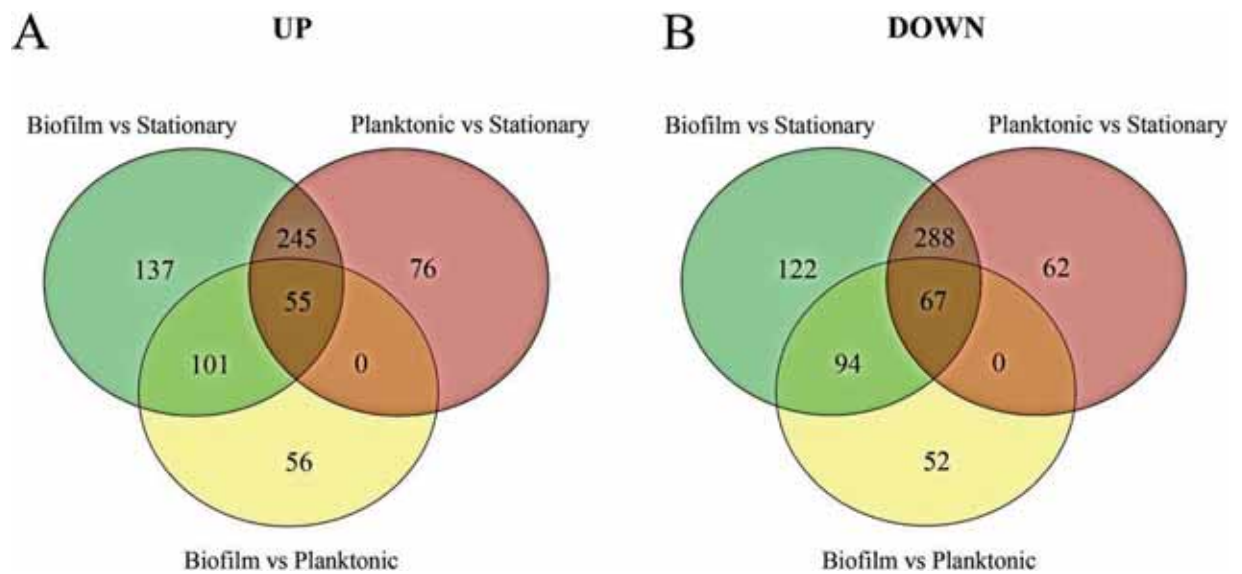 A UP
Biofilm vs Stationary Planktonic vs Stationary
245
137 76
55
101 0
56
Biofilm vs Planktonic
B DOWN
Biofilm vs Stationary Planktonic vs Stationary
288
122 62
67
94 0
52
Biofilm vs Planktonic